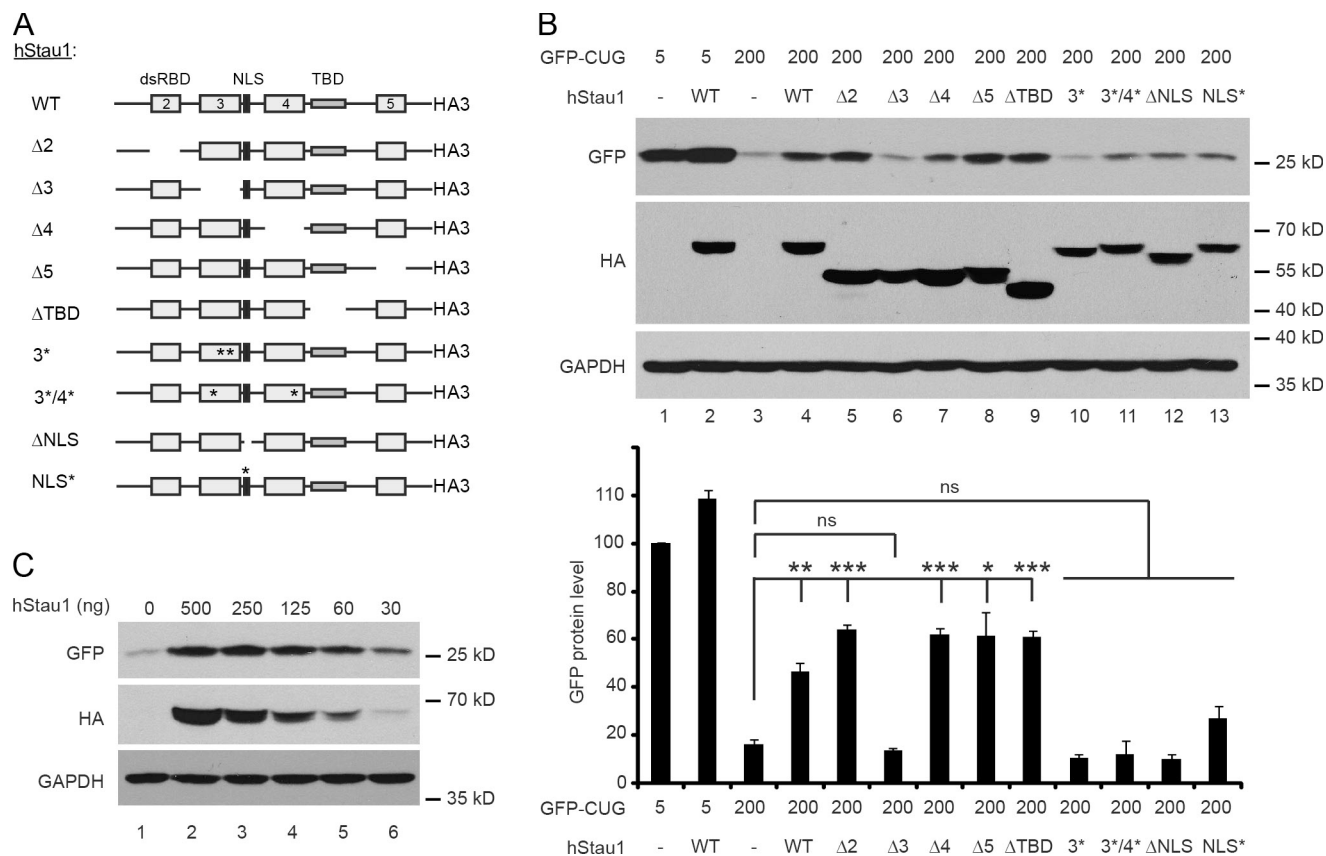 A
hStau1:
dsRBD NLS TBD
WT 2 3 4 5 HA3
Δ2 HA3
Δ3 HA3
Δ4 HA3
Δ5 HA3
ΔTBD HA3
3* ** HA3
3*/4* * * HA3
ΔNLS HA3
*
NLS* HA3
B
GFP-CUG 5 5 200 200 200 200 200 200 200 200 200 200 200
hStau1 - WT - WT Δ2 Δ3 Δ4 Δ5 ΔTBD 3* 3*/4* ΔNLS NLS*
GFP 25 kD
70 kD
HA
55 kD
40 kD
40 kD
GAPDH
35 kD
1 2 3 4 5 6 7 8 9 10 11 12 13
GFP protein level
110
100
80
60
40
20
0
ns
ns
** *** *** * ***
GFP-CUG 5 5 200 200 200 200 200 200 200 200 200 200 200
hStau1 - WT - WT Δ2 Δ3 Δ4 Δ5 ΔTBD 3* 3*/4* ΔNLS NLS*
C
hStau1 (ng) 0 500 250 125 60 30
GFP 25 kD
70 kD
HA
GAPDH
35 kD
1 2 3 4 5 6